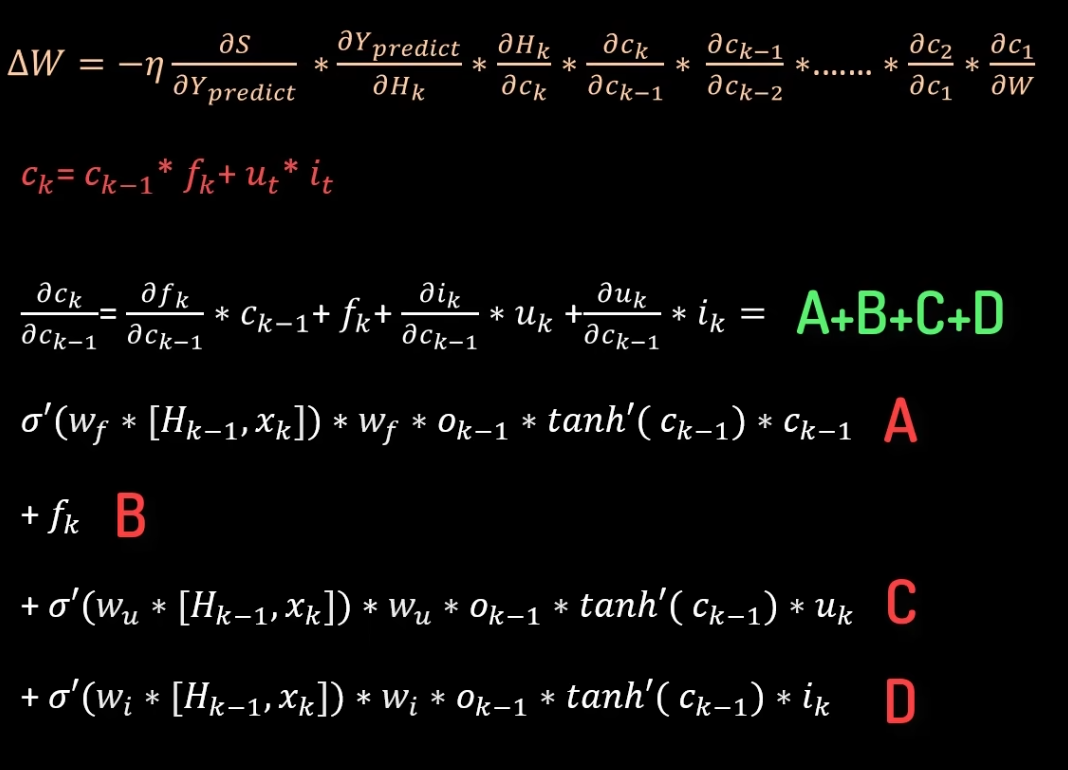 ΔW = −η ∂S/∂Y_predict * ∂Y_predict/∂H_k * ∂H_k/∂c_k * ∂c_k/∂c_{k−1} * ∂c_{k−1}/∂c_{k−2} *....... * ∂c_2/∂c_1 * ∂c_1/∂W
c_k= c_{k−1}* f_k+ u_t* i_t
∂c_k/∂c_{k−1}= ∂f_k/∂c_{k−1} * c_{k−1}+ f_k+ ∂i_k/∂c_{k−1} * u_k +∂u_k/∂c_{k−1} * i_k = A+B+C+D
σ′(w_f * [H_{k−1}, x_k]) * w_f * o_{k−1} * tanh′( c_{k−1}) * c_{k−1} A
+ f_k B
+ σ′(w_u * [H_{k−1}, x_k]) * w_u * o_{k−1} * tanh′( c_{k−1}) * u_k C
+ σ′(w_i * [H_{k−1}, x_k]) * w_i * o_{k−1} * tanh′( c_{k−1}) * i_k D